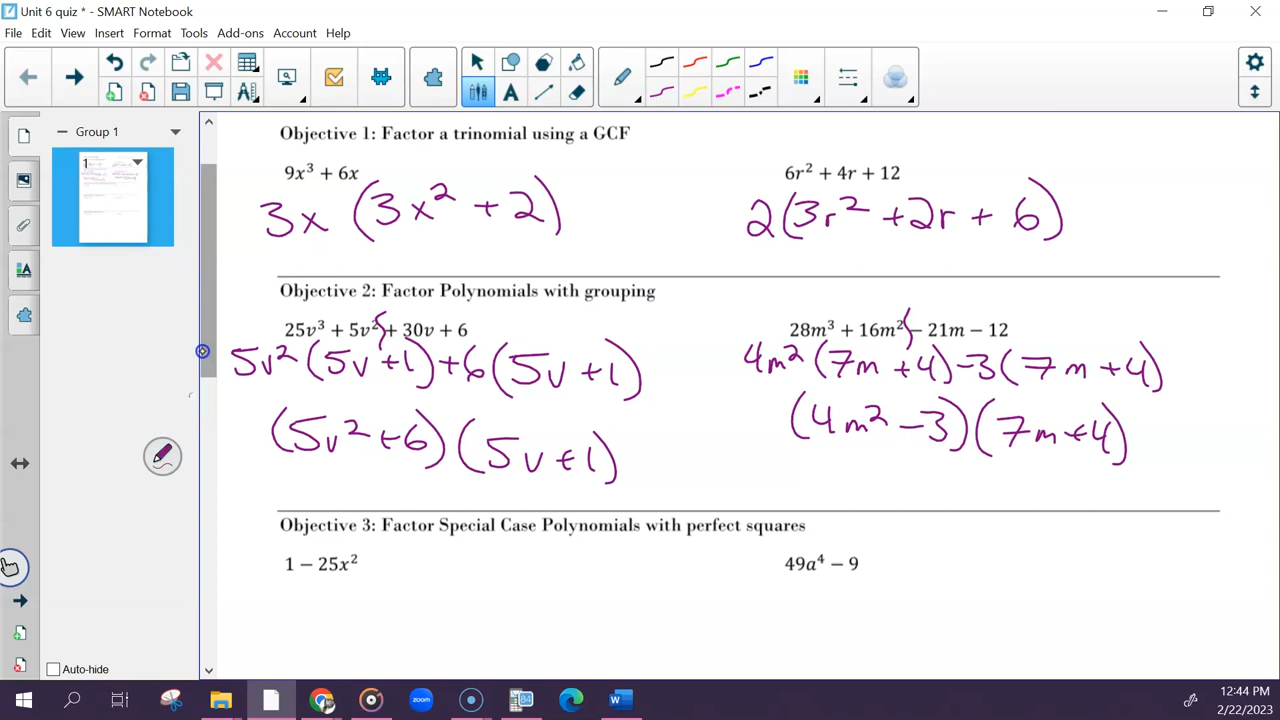 Unit 6 quiz * - SMART Notebook
File Edit View Insert Format Tools Add-ons Account Help
Group 1
1
Objective 1: Factor a trinomial using a GCF
9x³ + 6x
6r² + 4r + 12
3x (3x² + 2)
2(3r² + 2r + 6)
Objective 2: Factor Polynomials with grouping
25v³ + 5v² + 30v + 6
28m³ + 16m² − 21m − 12
5v² (5v + 1) + 6 (5v + 1)
4m² (7m + 4) − 3 (7m + 4)
(5v² + 6) (5v + 1)
(4m² − 3) (7m + 4)
Objective 3: Factor Special Case Polynomials with perfect squares
1 − 25x²
49a⁴ − 9
Auto-hide
zoom
84
12:44 PM
2/22/2023